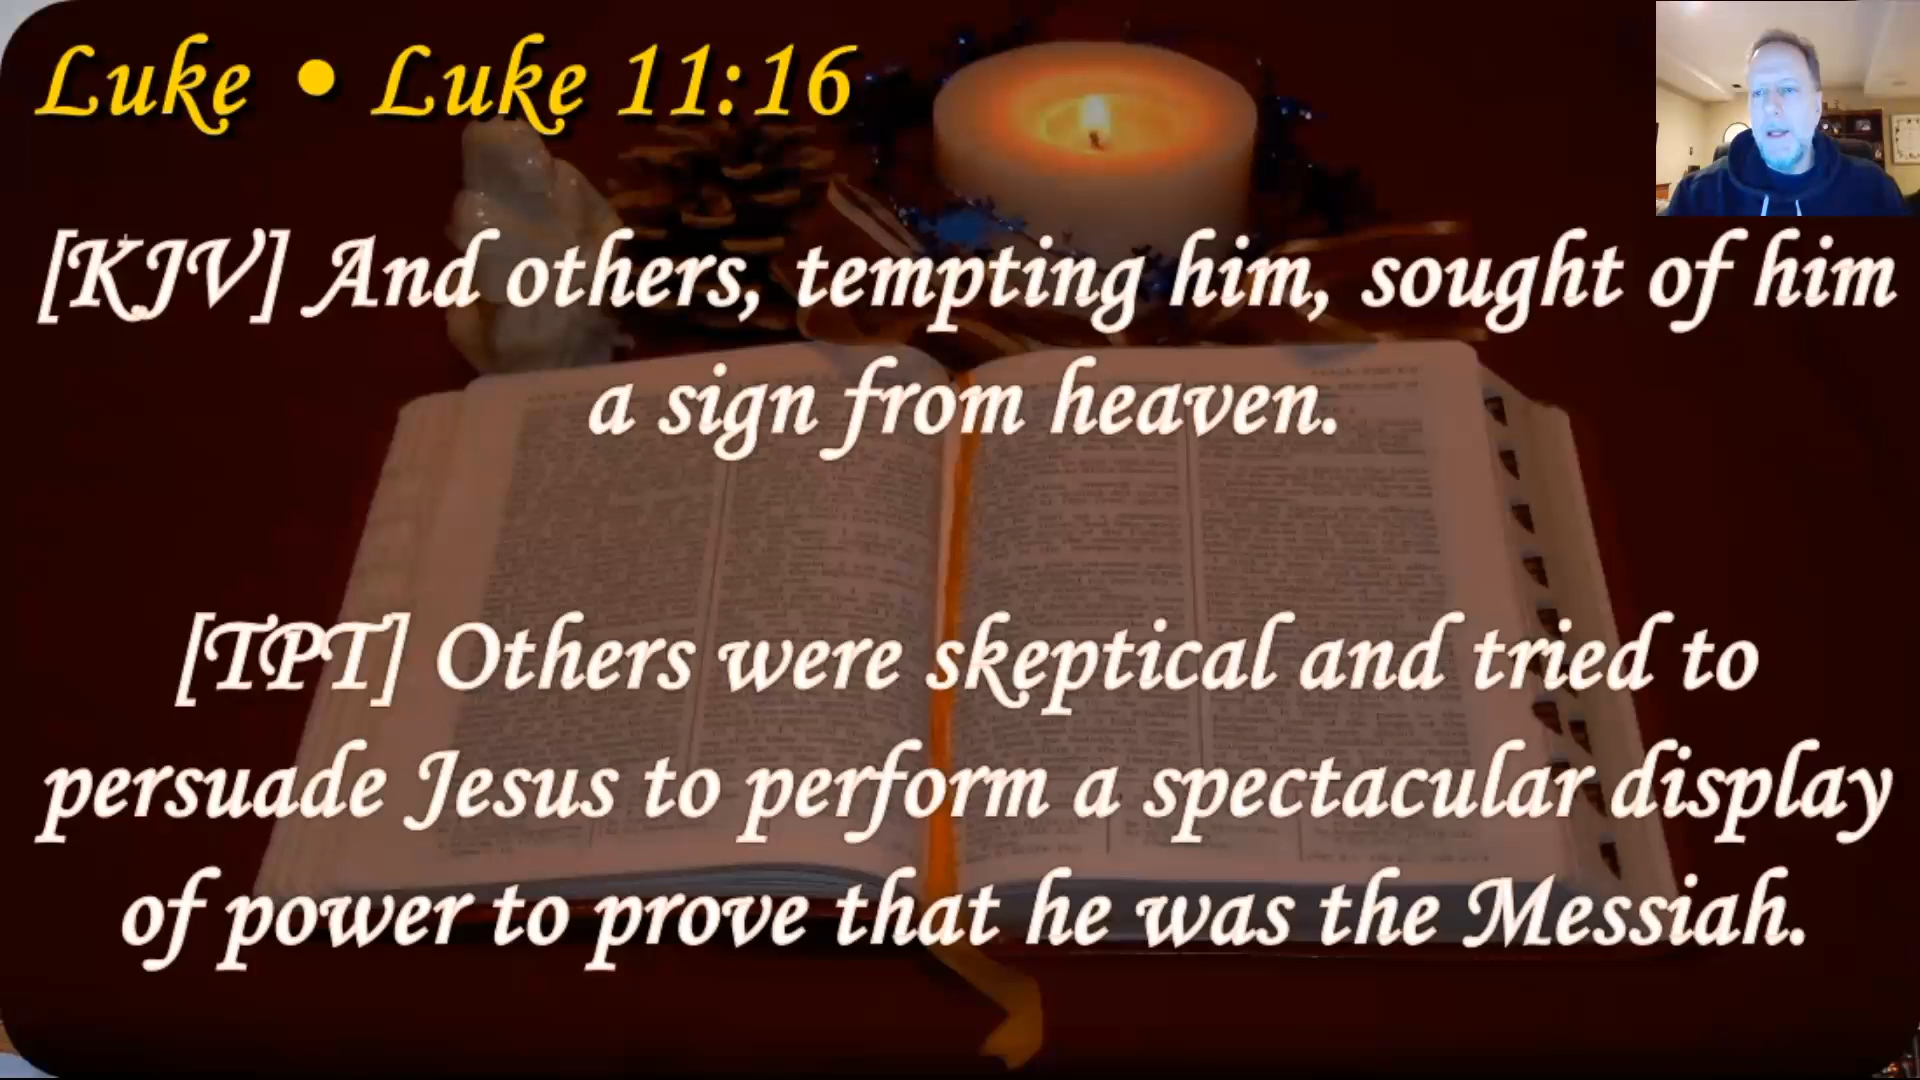 Luke • Luke 11:16
[KJV] And others, tempting him, sought of him
a sign from heaven.
[TPT] Others were skeptical and tried to
persuade Jesus to perform a spectacular display
of power to prove that he was the Messiah.